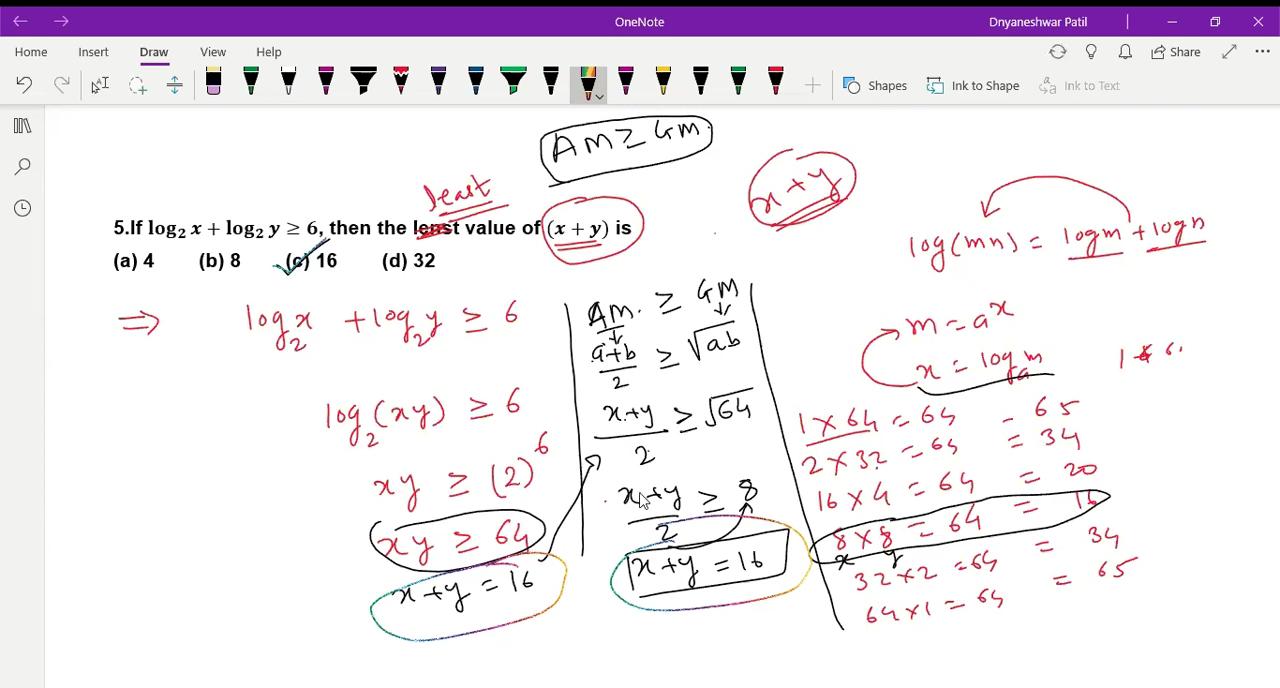 OneNote
Dnyaneshwar Patil
Home Insert Draw View Help
Share
Shapes
Ink to Shape
Ink to Text
AM ≥ GM
least
x+y
5.If log₂ x + log₂ y ≥ 6, then the least value of (x + y) is
(a) 4 (b) 8 (c) 16 (d) 32
log(mn) = logm + logn
⇒ log₂x + log₂y ≥ 6
log₂(xy) ≥ 6
xy ≥ (2)⁶
xy ≥ 64
x+y = 16
AM. ≥ GM
a+b/2 ≥ √ab
x+y/2 ≥ √64
x+y/2 ≥ 8
x+y = 16
m = aˣ
x = logₐm
1 × 64 = 64 = 65
2 × 32 = 64 = 34
16 × 4 = 64 = 20
8 × 8 = 64 = 16
x y
32 × 2 = 64 = 34
64 × 1 = 64 = 65